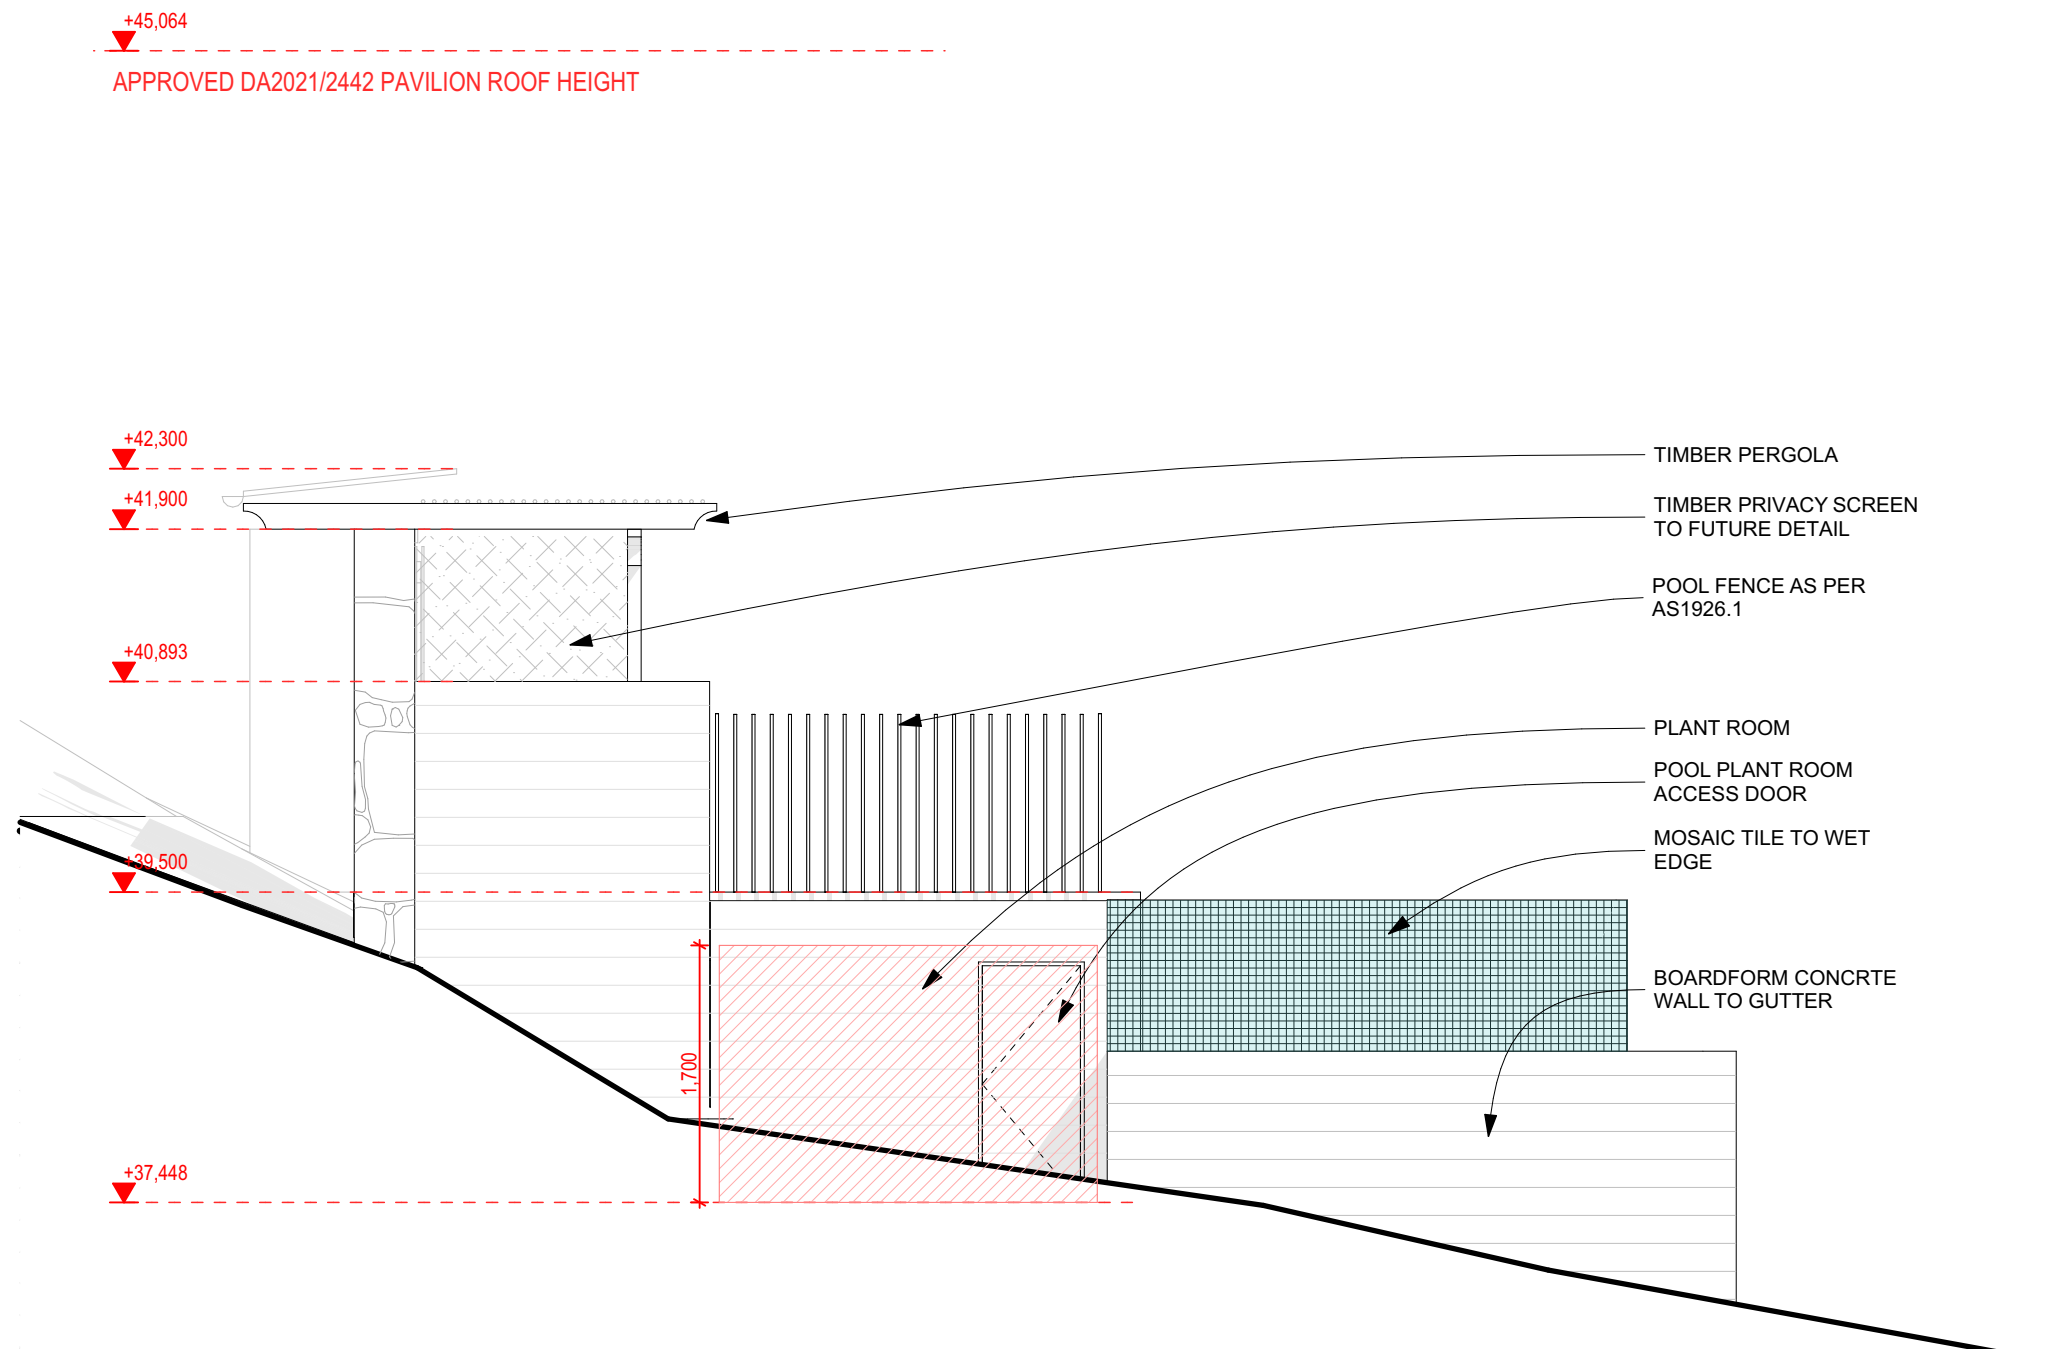 +45,064
APPROVED DA2021/2442 PAVILION ROOF HEIGHT
+42,300
+41,900
+40,893
+39,500
+37,448
1,700
TIMBER PERGOLA
TIMBER PRIVACY SCREEN
TO FUTURE DETAIL
POOL FENCE AS PER
AS1926.1
PLANT ROOM
POOL PLANT ROOM
ACCESS DOOR
MOSAIC TILE TO WET
EDGE
BOARDFORM CONCRTE
WALL TO GUTTER